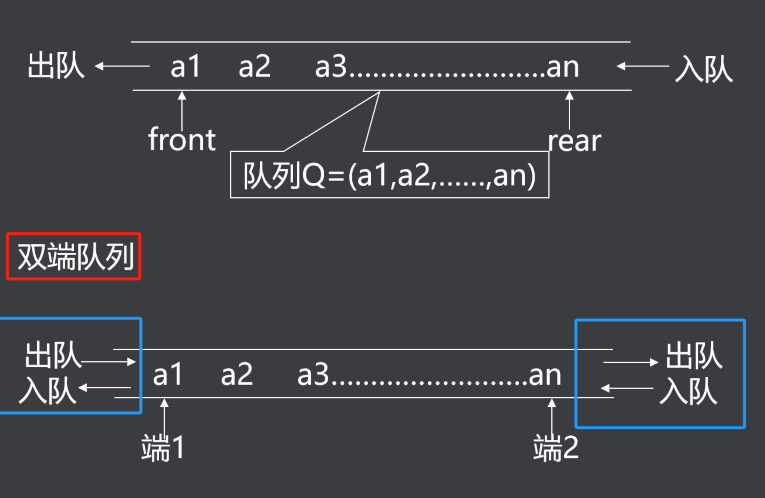 出队 a1 a2 a3........................an 入队
front rear
队列Q=(a1,a2,......,an)
双端队列
出队 出队
a1 a2 a3........................an
入队 入队
端1 端2